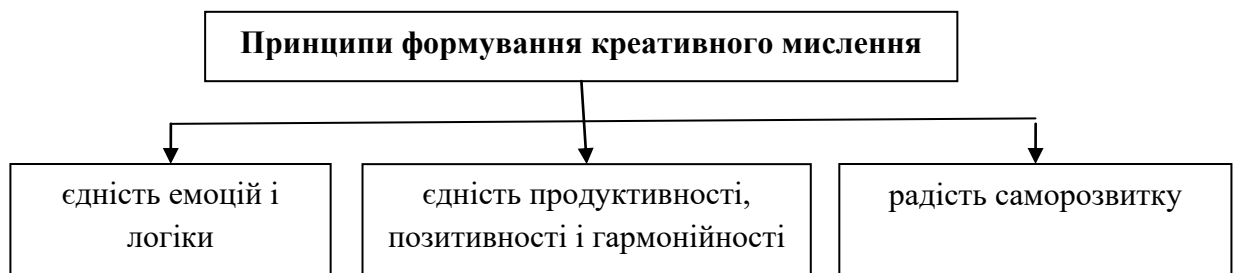 Принципи формування креативного мислення
єдність емоцій і
логіки
єдність продуктивності,
позитивності і гармонійності
радість саморозвитку